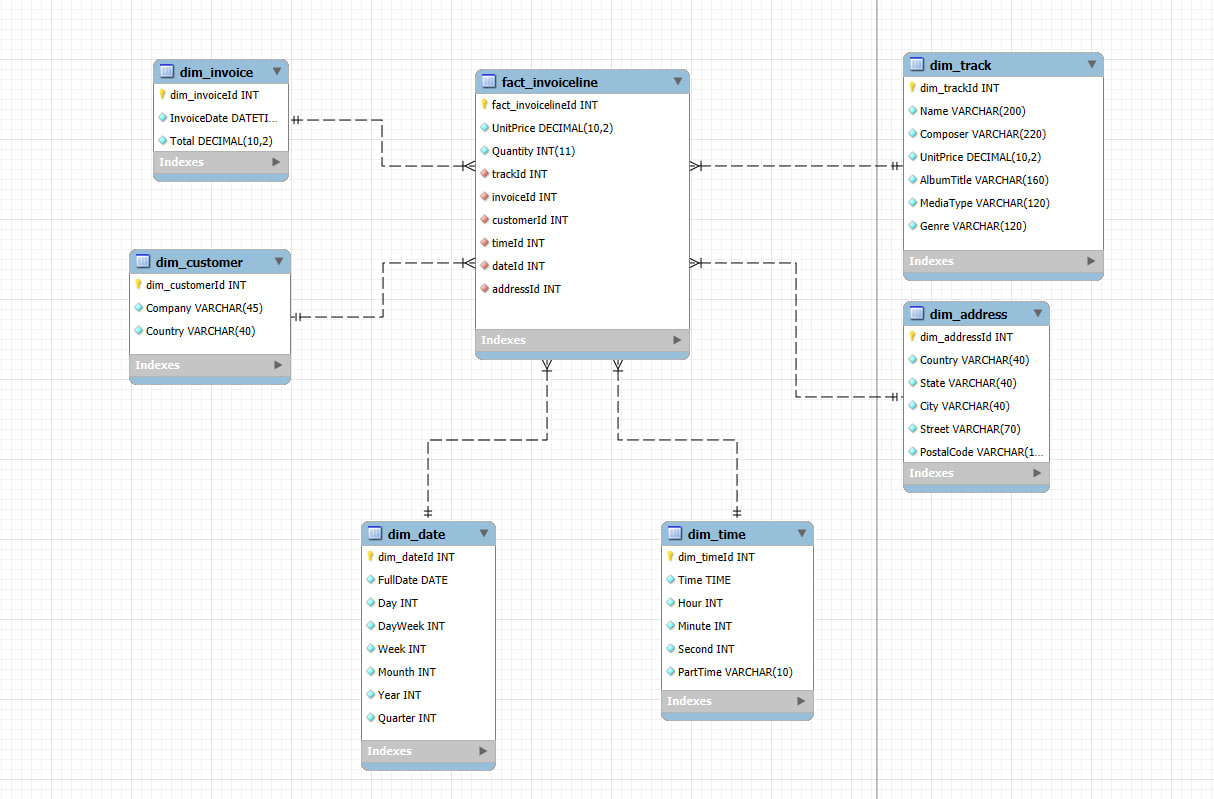 dim_invoice
dim_invoiceId INT
InvoiceDate DATETI...
Total DECIMAL(10,2)
Indexes
fact_invoiceline
fact_invoicelineId INT
UnitPrice DECIMAL(10,2)
Quantity INT(11)
trackId INT
invoiceId INT
customerId INT
timeId INT
dateId INT
addressId INT
Indexes
dim_track
dim_trackId INT
Name VARCHAR(200)
Composer VARCHAR(220)
UnitPrice DECIMAL(10,2)
AlbumTitle VARCHAR(160)
MediaType VARCHAR(120)
Genre VARCHAR(120)
Indexes
dim_customer
dim_customerId INT
Company VARCHAR(45)
Country VARCHAR(40)
Indexes
dim_address
dim_addressId INT
Country VARCHAR(40)
State VARCHAR(40)
City VARCHAR(40)
Street VARCHAR(70)
PostalCode VARCHAR(1...
Indexes
dim_date
dim_dateId INT
FullDate DATE
Day INT
DayWeek INT
Week INT
Mounth INT
Year INT
Quarter INT
Indexes
dim_time
dim_timeId INT
Time TIME
Hour INT
Minute INT
Second INT
PartTime VARCHAR(10)
Indexes